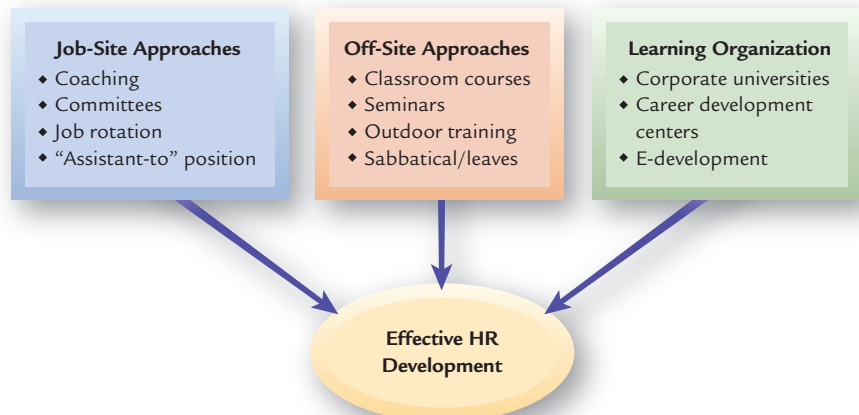 Job-Site Approaches
◆ Coaching
◆ Committees
◆ Job rotation
◆ “Assistant-to” position
Off-Site Approaches
◆ Classroom courses
◆ Seminars
◆ Outdoor training
◆ Sabbatical/leaves
Learning Organization
◆ Corporate universities
◆ Career development
centers
◆ E-development
Effective HR
Development